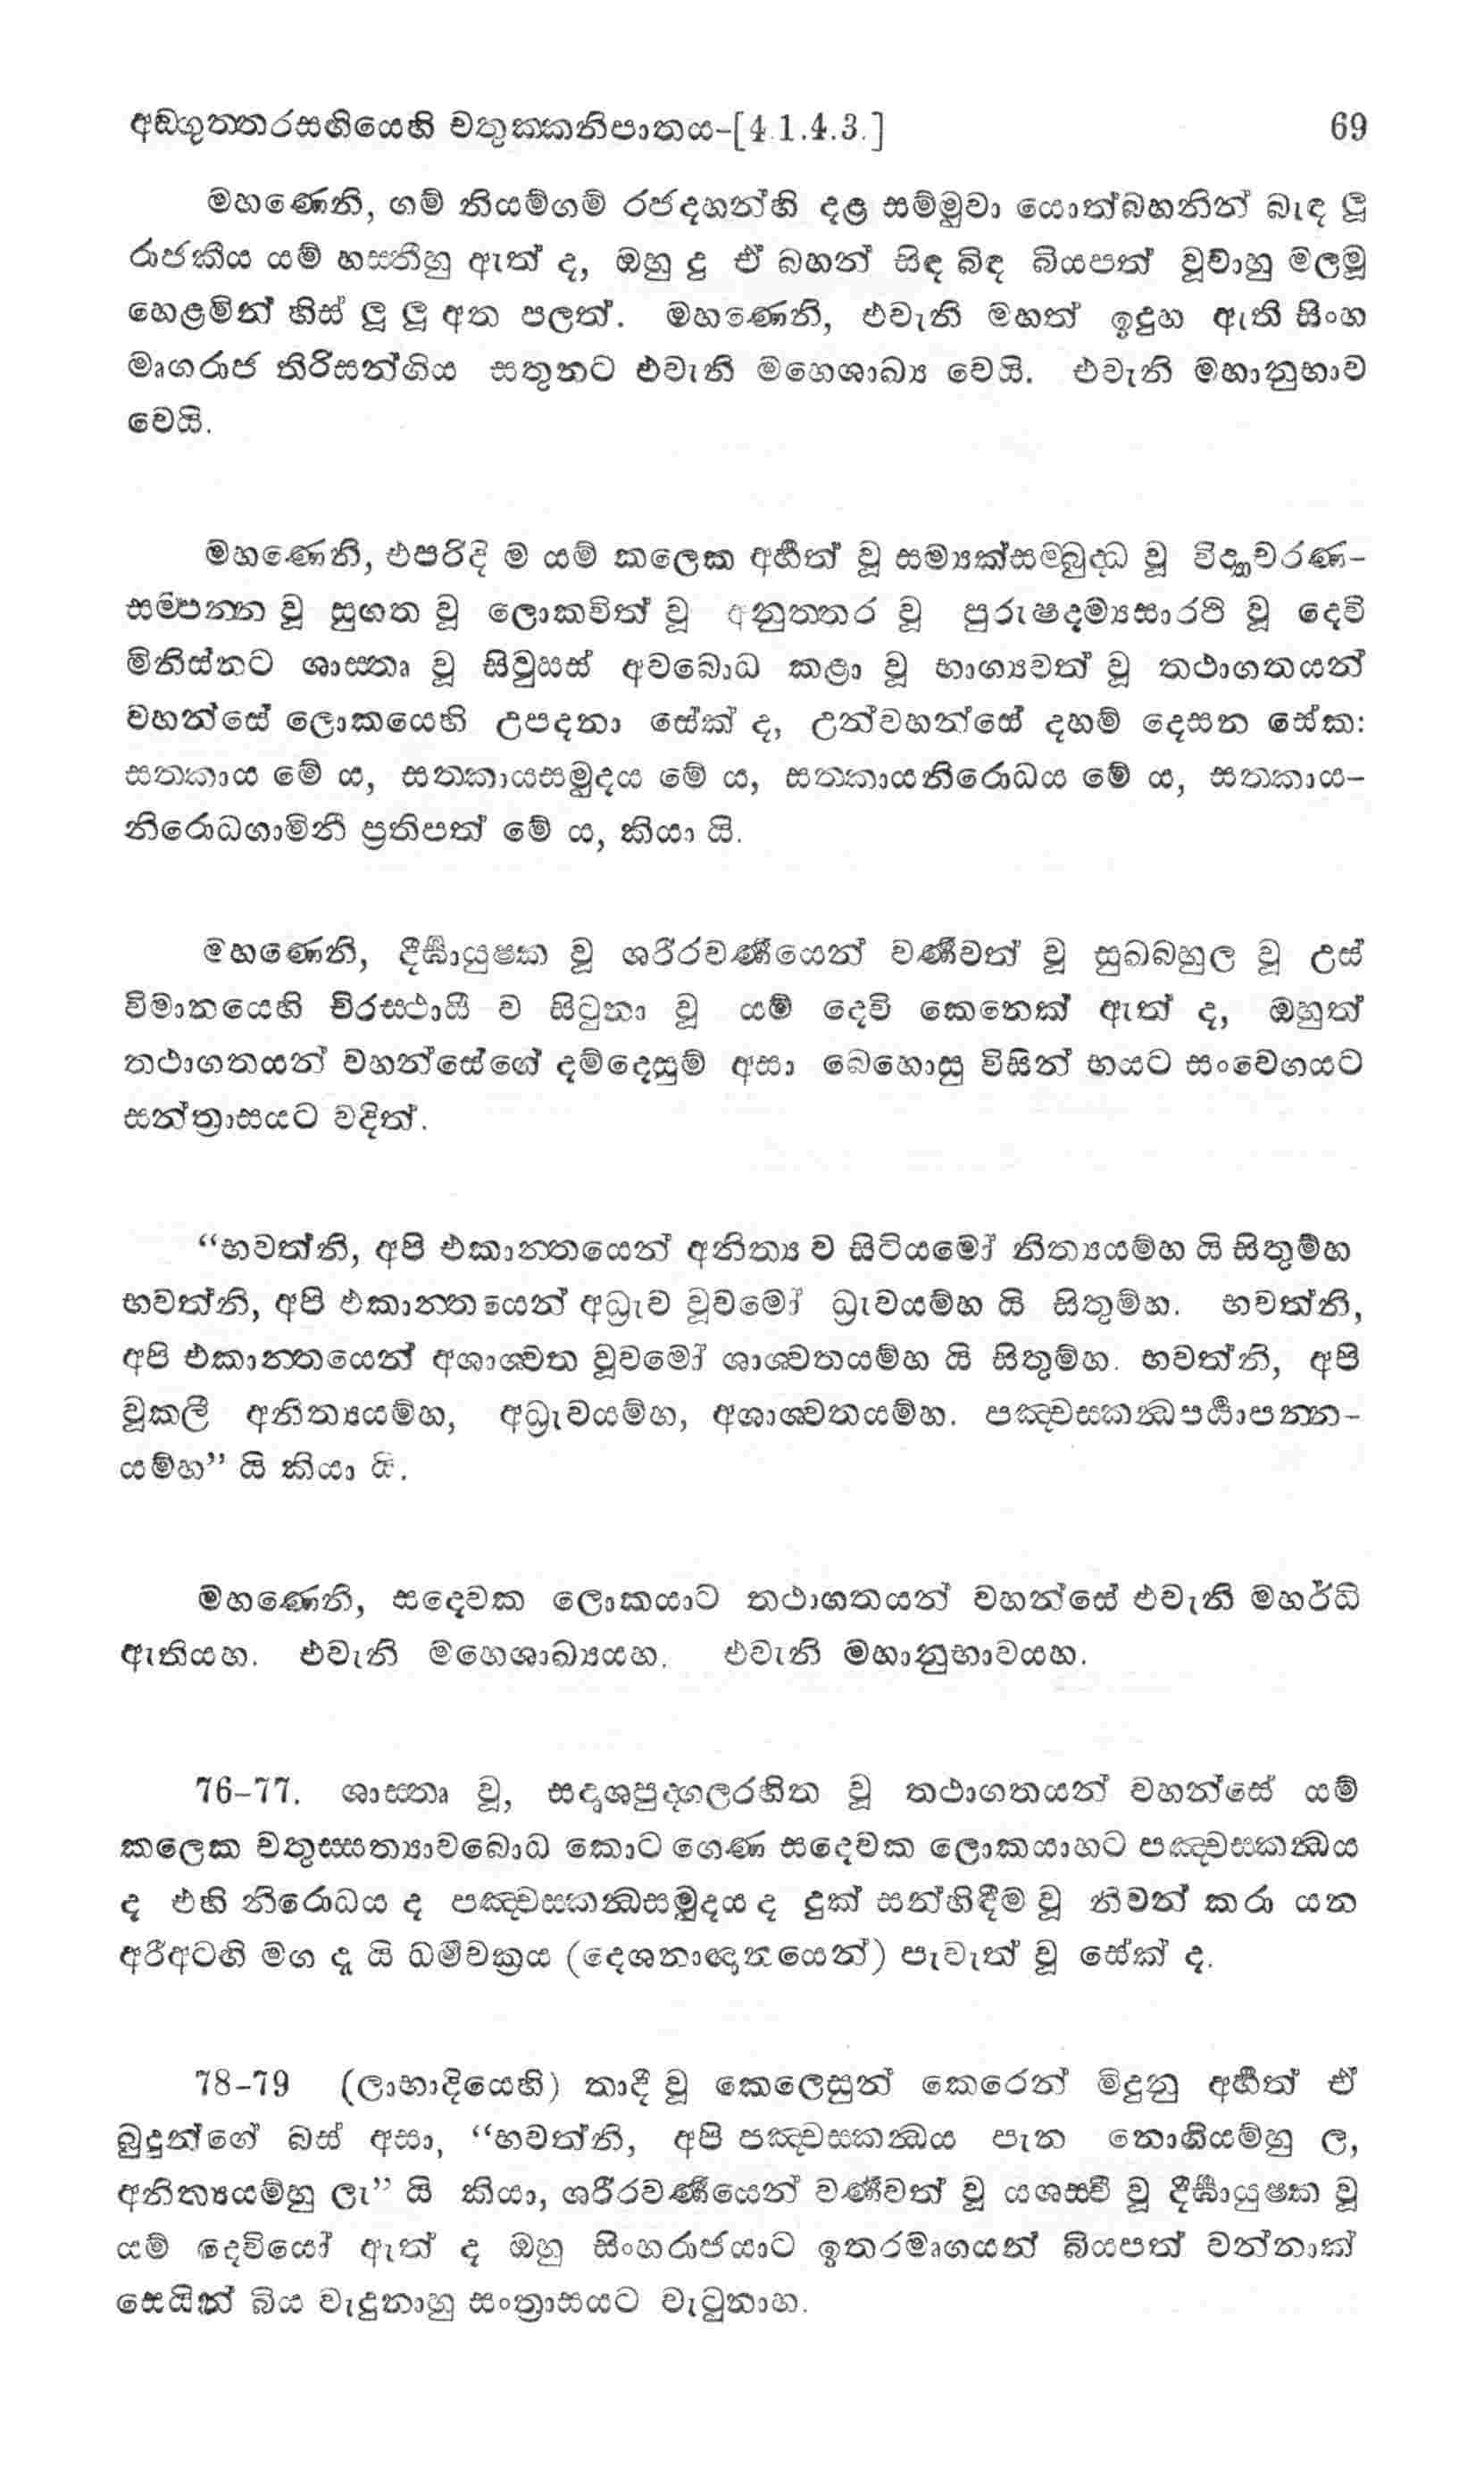 අඞ්ගුත්තරසඟියෙහි චතුක්කනිපාතය-[4.1.4.3.] 69
මහණෙනි, ගම් නියම්ගම් රජදහන්හි දළ සම්මුවා යොත්බහනින් බැඳ ලූ
රාජකීය යම් හස්තීහු ඇත් ද, ඔහු දු ඒ බහන් සිඳ බිඳ බියපත් වූවාහු මලමූ
හෙළමින් හිස් ලූ ලූ අත පලත්. මහණෙනි, එවැනි මහත් ඉදුහ ඇති සිංහ
මෘගරාජ තිරිසන්ගිය සතුනට එවැනි මහෙශාඛ්‍ය වෙයි. එවැනි මහානුභාව
වෙයි.
මහණෙනි, එපරිදි ම යම් කලෙක අර්හත් වූ සම්‍යක්සම්බුද්ධ වූ විද්‍යාචරණ-
සම්පන්න වූ සුගත වූ ලොකවිත් වූ අනුත්තර වූ පුරුෂදම්‍යසාරථි වූ දෙව්
මිනිස්නට ශාස්තෘ වූ සිවුසස් අවබොධ කළා වූ භාග්‍යවත් වූ තථාගතයන්
වහන්සේ ලොකයෙහි උපදනා සේක් ද, උන්වහන්සේ දහම් දෙසන සේක:
සත්කාය මේ ය, සත්කායසමුදය මේ ය, සත්කායනිරොධය මේ ය, සත්කාය-
නිරොධගාමිනී ප්‍රතිපත් මේ ය, කියා යි.
මහණෙනි, දීර්ඝායුෂ්ක වූ ශරීරවර්ණයෙන් වර්ණවත් වූ සුඛබහුල වූ උස්
විමානයෙහි චිරස්ථායී ව සිටුනා වූ යම් දෙව් කෙනෙක් ඇත් ද, ඔහුත්
තථාගතයන් වහන්සේගේ දම්දෙසුම් අසා බෙහොසු විසින් භයට සංවෙගයට
සන්ත්‍රාසයට වදිත්.
“භවත්නි, අපි එකාන්තයෙන් අනිත්‍ය ව සිටියමෝ නිත්‍යයම්හ යි සිතුම්හ
භවත්නි, අපි එකාන්තයෙන් අධ්‍රැව වූවමෝ ධ්‍රැවයම්හ යි සිතුම්හ. භවත්නි,
අපි එකාන්තයෙන් අශාශ්වත වූවමෝ ශාශ්වතයම්හ යි සිතුම්හ. භවත්නි, අපි
වූකලී අනිත්‍යයම්හ, අධ්‍රැවයම්හ, අශාශ්වතයම්හ. පඤ්චස්කන්ධපර්‍ය්‍යාපන්න-
යම්හ” යි කියා යි.
මහණෙනි, සදෙවක ලොකයාට තථාගතයන් වහන්සේ එවැනි මහර්ධි
ඇතියහ. එවැනි මහෙශාඛ්‍යයහ. එවැනි මහානුභාවයහ.
76-77. ශාස්තෘ වූ, සදෘශපුද්ගලරහිත වූ තථාගතයන් වහන්සේ යම්
කලෙක චතුස්සත්‍යාවබොධ කොට ගෙණ සදෙවක ලොකයාහට පඤ්චස්කන්ධය
ද එහි නිරොධය ද පඤ්චස්කන්ධසමුදය ද දුක් සන්හිඳීම වූ නිවන් කරා යන
අරිඅටඟි මග දැ යි ධර්මචක්‍රය (දෙශනාඥානයෙන්) පැවැත් වූ සේක් ද.
78-79 (ලාභාදියෙහි) තාදී වූ කෙලෙසුන් කෙරෙන් මිදුනු අර්හත් ඒ
බුදුන්ගේ බස් අසා, “භවත්නි, අපි පඤ්චස්කන්ධය පැන නොගියම්හු ල,
අනිත්‍යයම්හු ලැ” යි කියා, ශරීරවර්ණයෙන් වර්ණවත් වූ යශස්වී වූ දීර්ඝායුෂ්ක වූ
යම් දෙවියෝ ඇත් ද ඔහු සිංහරාජයාට ඉතරමෘගයන් බියපත් වන්නාක්
සෙයින් බිය වැදුනාහු සංත්‍රාසයට වැටුනාහ.